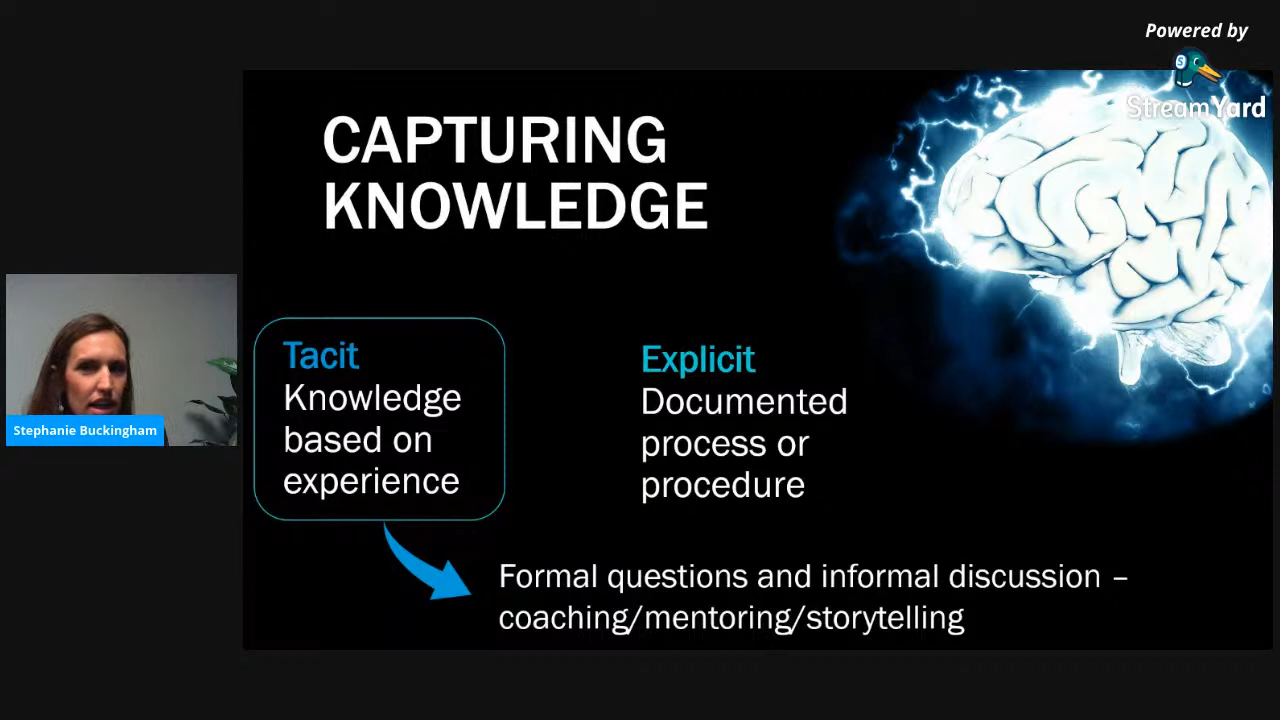 Powered by
StreamYard
CAPTURING
KNOWLEDGE
Tacit
Knowledge
based on
experience
Explicit
Documented
process or
procedure
Formal questions and informal discussion –
coaching/mentoring/storytelling
Stephanie Buckingham